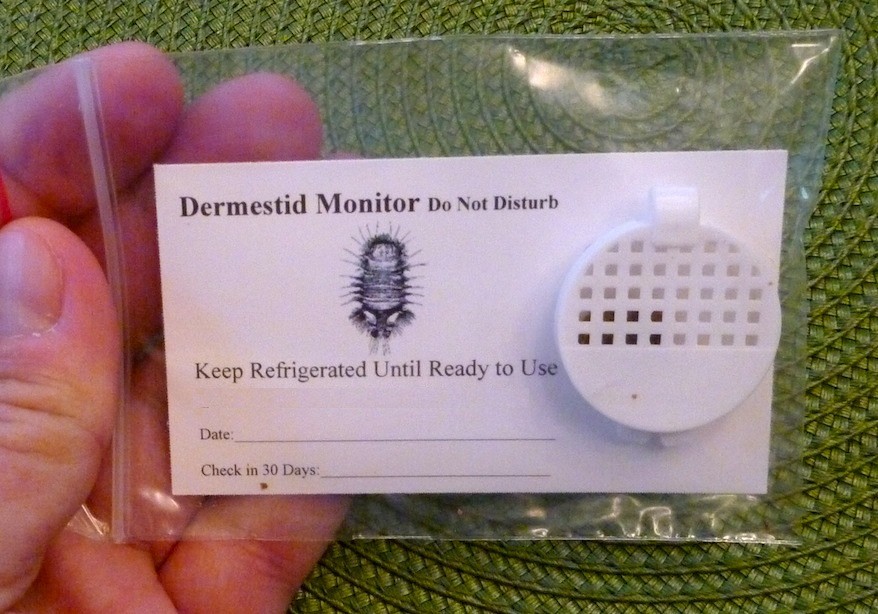 Dermestid Monitor Do Not Disturb
Keep Refrigerated Until Ready to Use
Date:
Check in 30 Days: